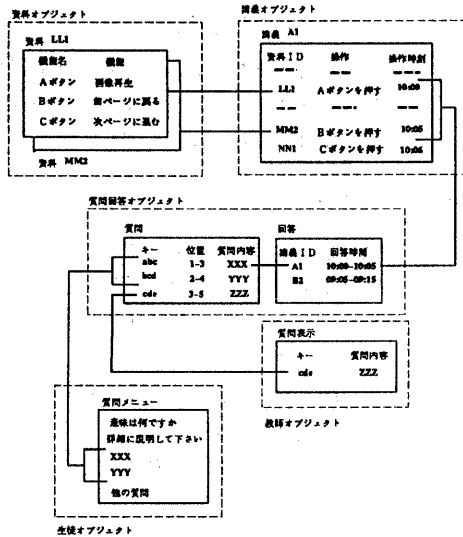 資料オブジェクト
資料 LL1
機能名 機能
Aボタン 画像再生
Bボタン 前ページに戻る
Cボタン 次ページに進む
資料 MM2
講義オブジェクト
講義 A1
資料ID 操作 操作時刻
LL1 Aボタンを押す 10:00
MM2 Bボタンを押す 10:05
NN1 Cボタンを押す 10:06
質問回答オブジェクト
質問
キー 位置 質問内容
abc 1-3 XXX
bcd 2-4 YYY
cde 3-5 ZZZ
回答
講義ID 回答時刻
A1 10:00-10:05
B2 09:05-09:15
質問表示
キー 質問内容
cde ZZZ
教師オブジェクト
質問メニュー
意味は何ですか
詳細に説明して下さい
XXX
YYY
他の質問
生徒オブジェクト